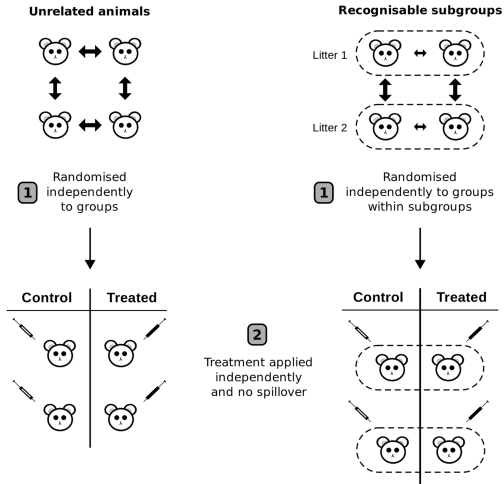 Unrelated animals
Recognisable subgroups
Litter 1
Litter 2
1
Randomised
independently
to groups
1
Randomised
independently to groups
within subgroups
Control
Treated
2
Treatment applied
independently
and no spillover
Control
Treated